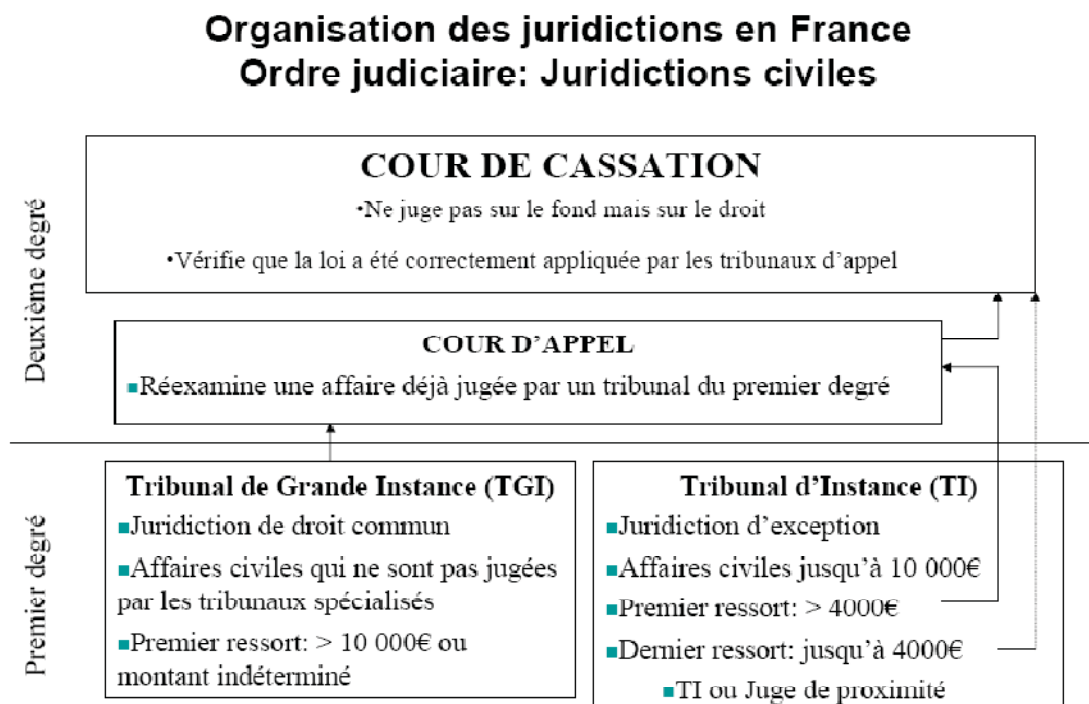 Organisation des juridictions en France
Ordre judiciaire: Juridictions civiles
Deuxième degré
COUR DE CASSATION
•Ne juge pas sur le fond mais sur le droit
•Vérifie que la loi a été correctement appliquée par les tribunaux d'appel
COUR D'APPEL
■Réexamine une affaire déjà jugée par un tribunal du premier degré
Premier degré
Tribunal de Grande Instance (TGI)
■Juridiction de droit commun
■Affaires civiles qui ne sont pas jugées
par les tribunaux spécialisés
■Premier ressort: > 10 000€ ou
montant indéterminé
Tribunal d'Instance (TI)
■Juridiction d'exception
■Affaires civiles jusqu'à 10 000€
■Premier ressort: > 4000€
■Dernier ressort: jusqu'à 4000€
■TI ou Juge de proximité